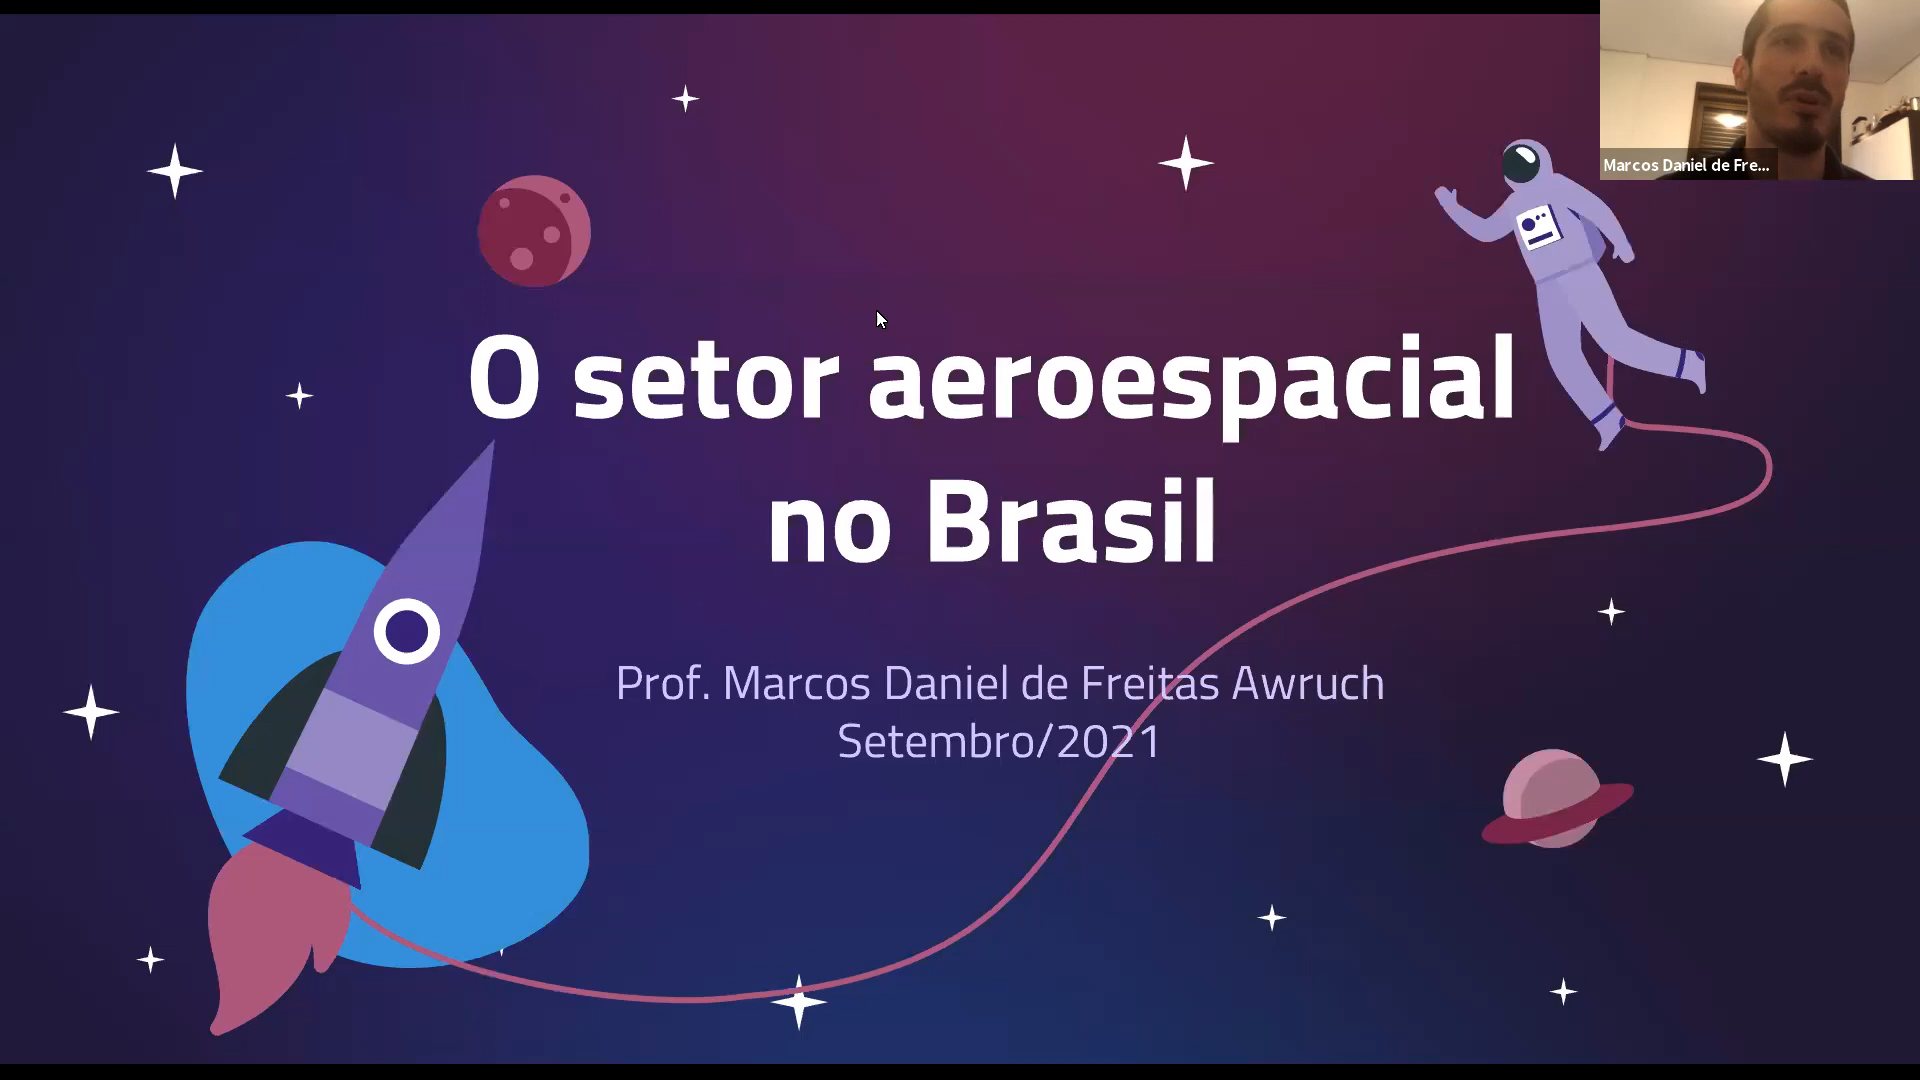 Marcos Daniel de Fre...
O setor aeroespacial
no Brasil
Prof. Marcos Daniel de Freitas Awruch
Setembro/2021